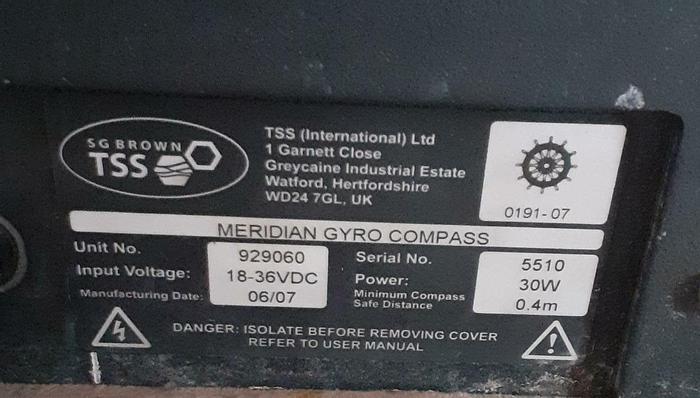 SG BROWN
TSS
TSS (International) Ltd
1 Garnett Close
Greycaine Industrial Estate
Watford, Hertfordshire
WD24 7GL, UK
0191-07
MERIDIAN GYRO COMPASS
Unit No. 929060
Input Voltage: 18-36VDC
Manufacturing Date: 06/07
Serial No. 5510
Power: 30W
Minimum Compass
Safe Distance 0.4m
DANGER: ISOLATE BEFORE REMOVING COVER
REFER TO USER MANUAL